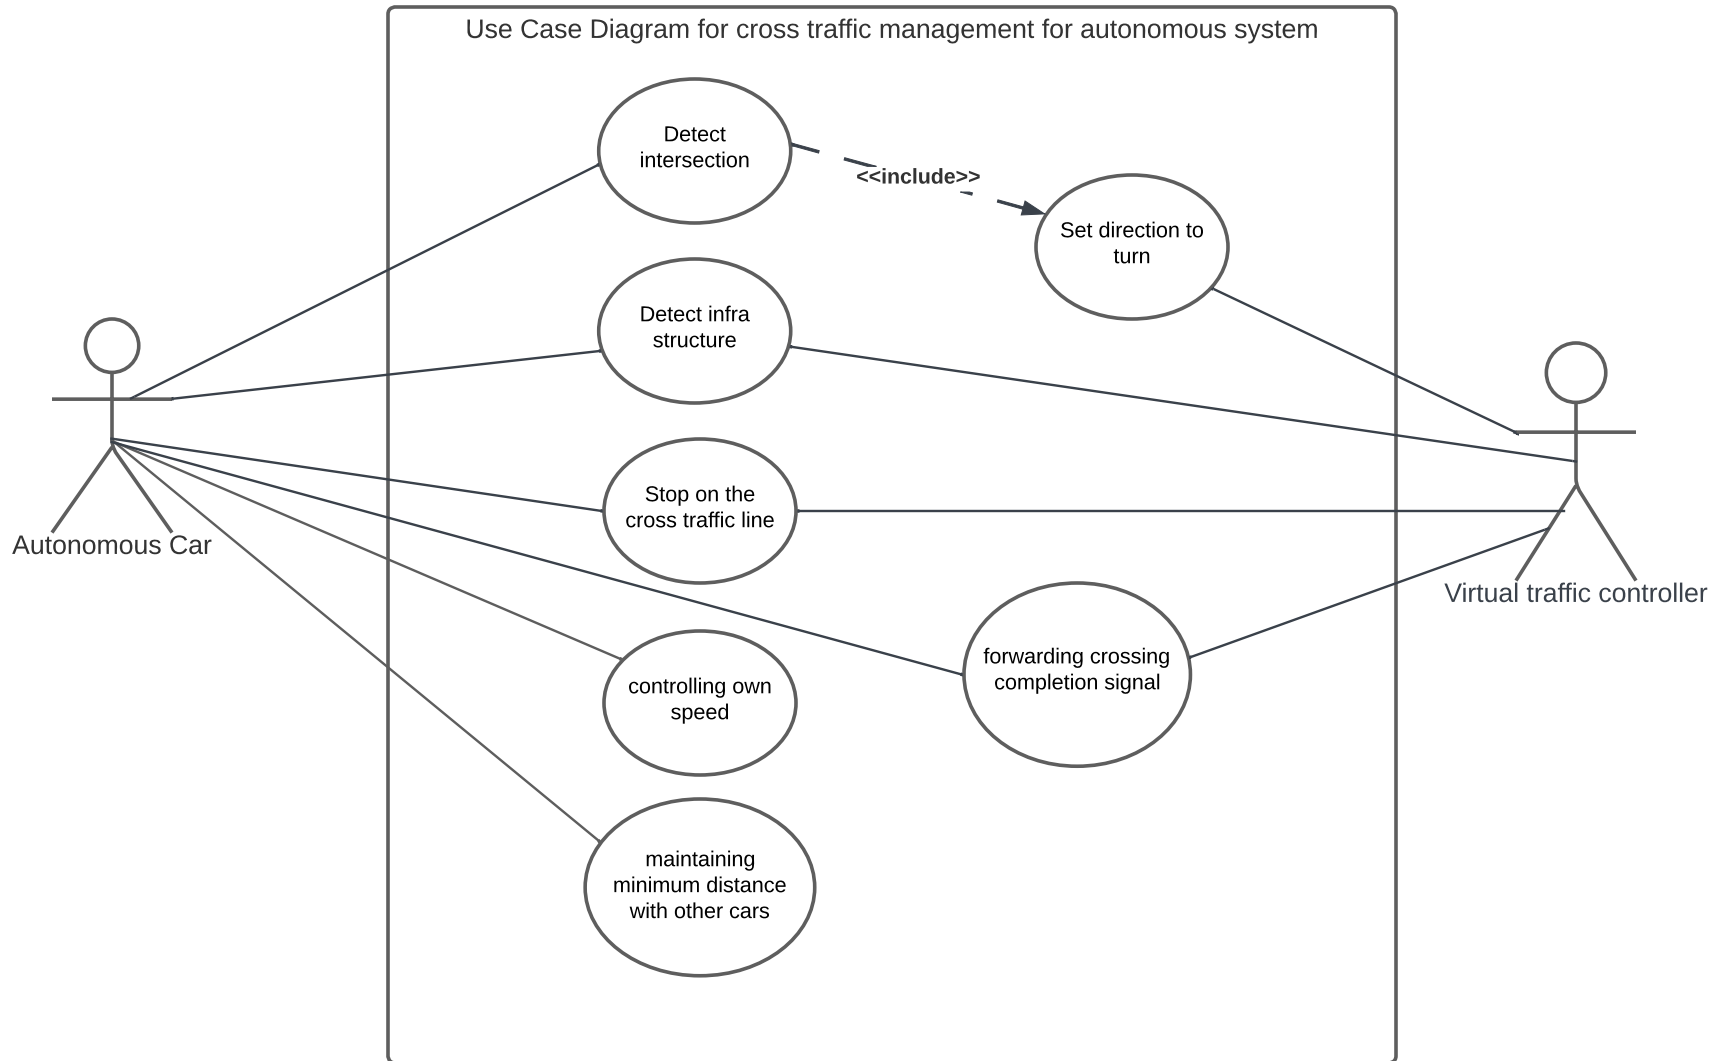 Use Case Diagram for cross traffic management for autonomous system
Detect
intersection
<<include>>
Set direction to
turn
Detect infra
structure
Stop on the
cross traffic line
Autonomous Car
Virtual traffic controller
forwarding crossing
completion signal
controlling own
speed
maintaining
minimum distance
with other cars